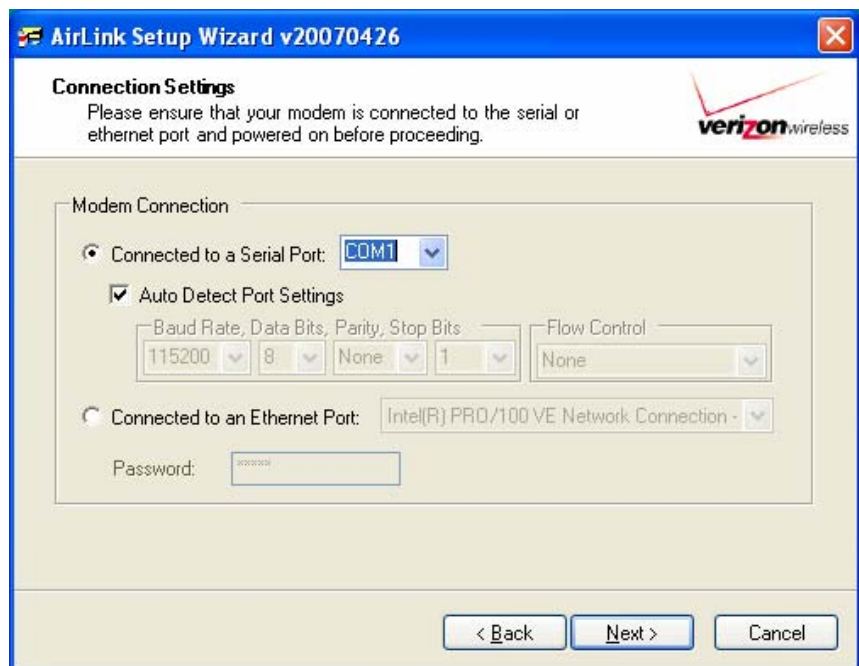 AirLink Setup Wizard v20070426
Connection Settings
Please ensure that your modem is connected to the serial or
ethernet port and powered on before proceeding.
verizonwireless
Modem Connection
Connected to a Serial Port: COM1
Auto Detect Port Settings
Baud Rate, Data Bits, Parity, Stop Bits
Flow Control
115200 8 None 1 None
Connected to an Ethernet Port: Intel(R) PRO/100 VE Network Connection -
Password: *****
< Back Next > Cancel